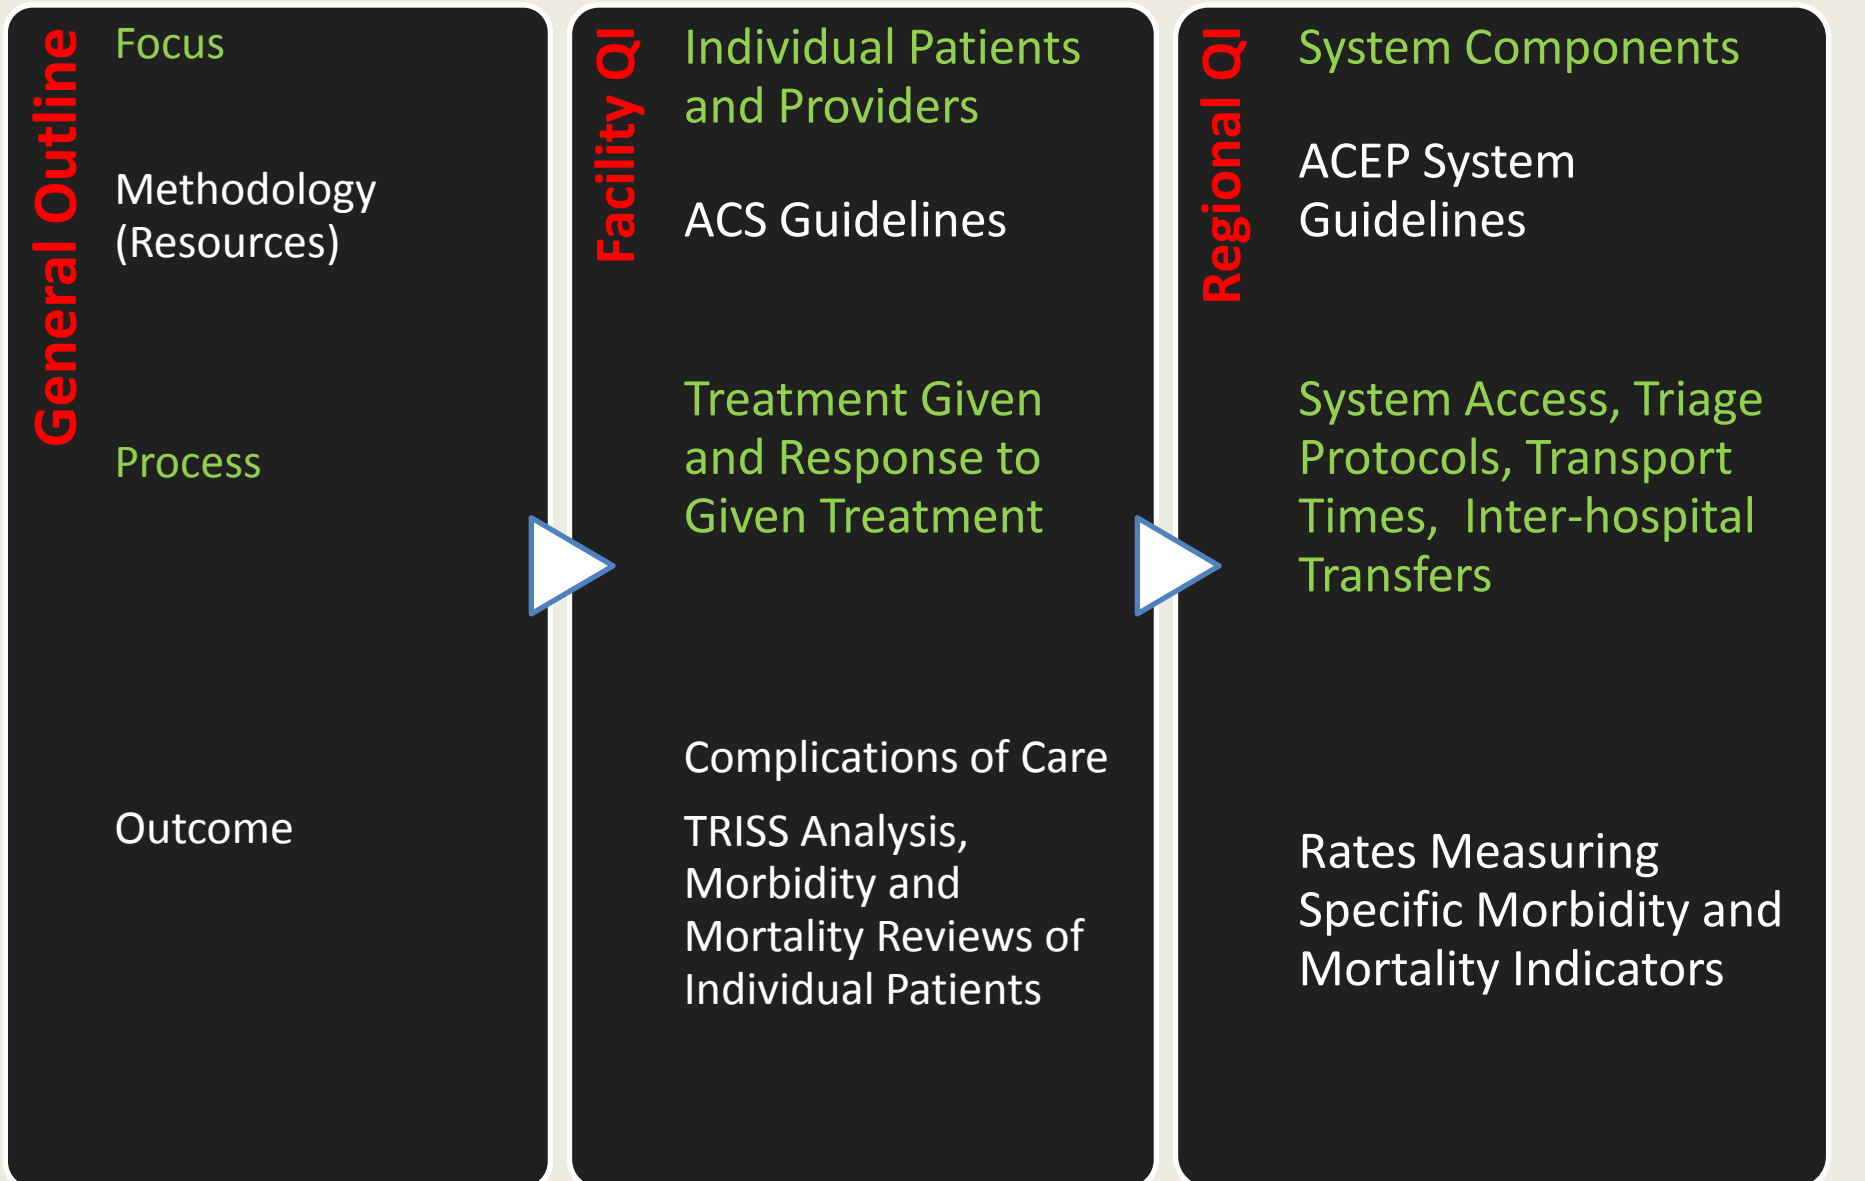 General Outline
Focus
Methodology
(Resources)
Process
Outcome
Facility QI
Individual Patients
and Providers
ACS Guidelines
Treatment Given
and Response to
Given Treatment
Complications of Care
TRISS Analysis,
Morbidity and
Mortality Reviews of
Individual Patients
Regional QI
System Components
ACEP System
Guidelines
System Access, Triage
Protocols, Transport
Times,  Inter-hospital
Transfers
Rates Measuring
Specific Morbidity and
Mortality Indicators